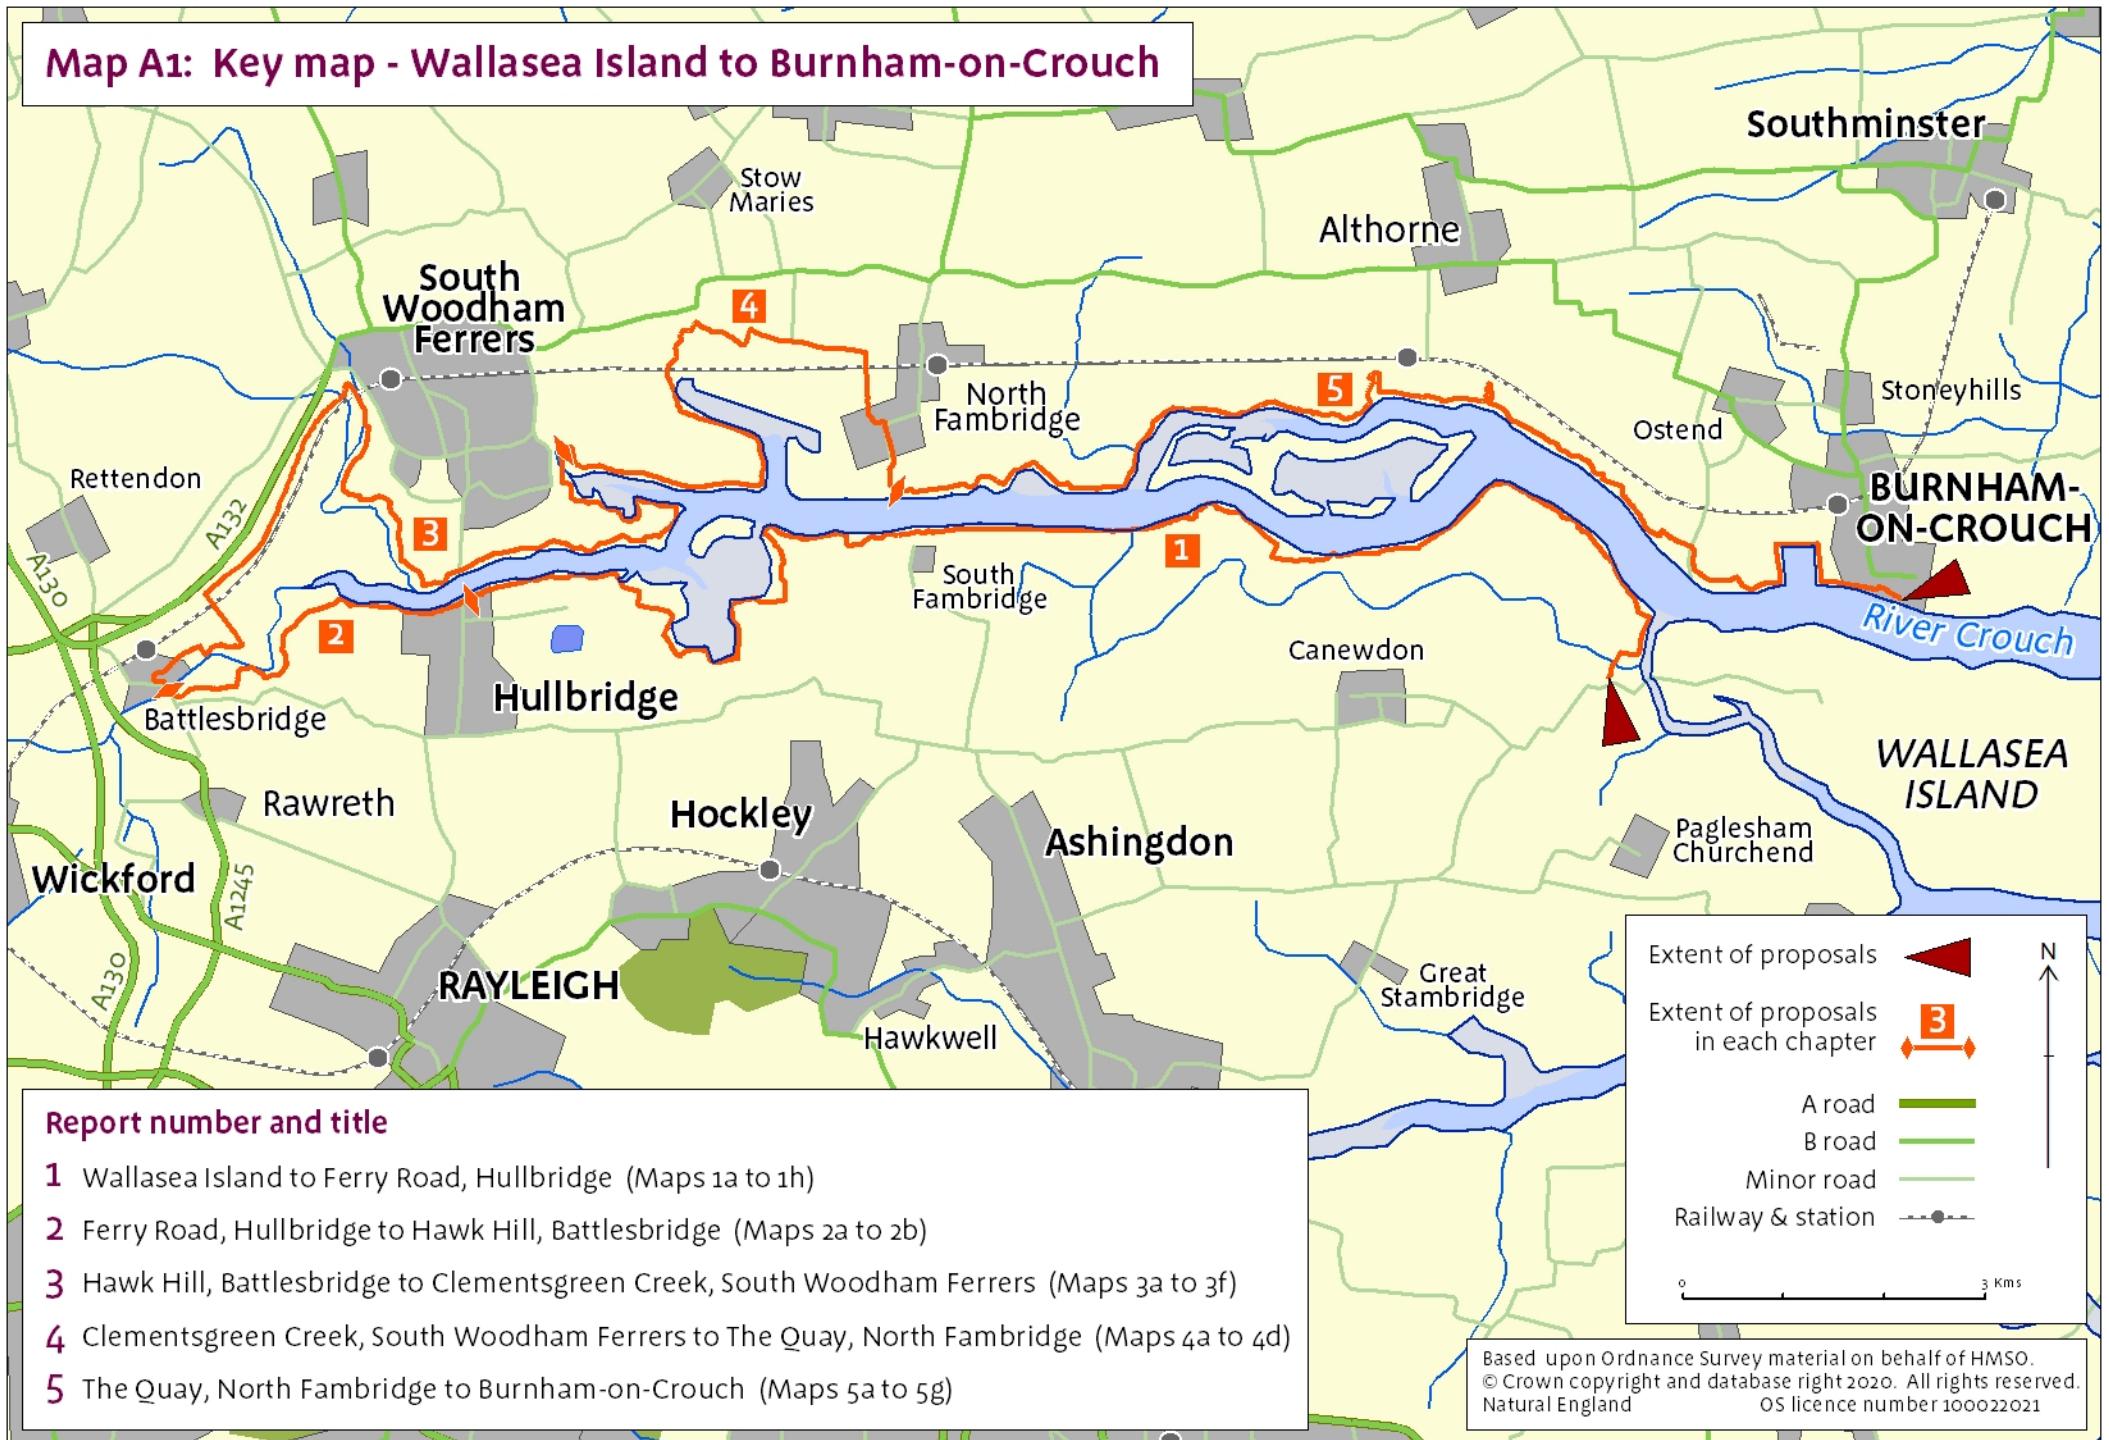 Map A1: Key map - Wallasea Island to Burnham-on-Crouch
Southminster
Stow
Maries
Althorne
South
Woodham
Ferrers
4
5
North
Fambridge
Stoneyhills
Ostend
Rettendon
A132
BURNHAM-
ON-CROUCH
3
1
A130
South
Fambridge
2
River Crouch
Canewdon
Hullbridge
Battlesbridge
WALLASEA
ISLAND
Rawreth
Hockley
Ashingdon
Paglesham
Churchend
Wickford
A1245
A130
RAYLEIGH
Great
Stambridge
Hawkwell
Extent of proposals
N
Extent of proposals
in each chapter
3
A road
B road
Minor road
Railway & station
0 3 Kms
Report number and title
1 Wallasea Island to Ferry Road, Hullbridge (Maps 1a to 1h)
2 Ferry Road, Hullbridge to Hawk Hill, Battlesbridge (Maps 2a to 2b)
3 Hawk Hill, Battlesbridge to Clementsgreen Creek, South Woodham Ferrers (Maps 3a to 3f)
4 Clementsgreen Creek, South Woodham Ferrers to The Quay, North Fambridge (Maps 4a to 4d)
5 The Quay, North Fambridge to Burnham-on-Crouch (Maps 5a to 5g)
Based upon Ordnance Survey material on behalf of HMSO.
© Crown copyright and database right 2020. All rights reserved.
Natural England OS licence number 100022021